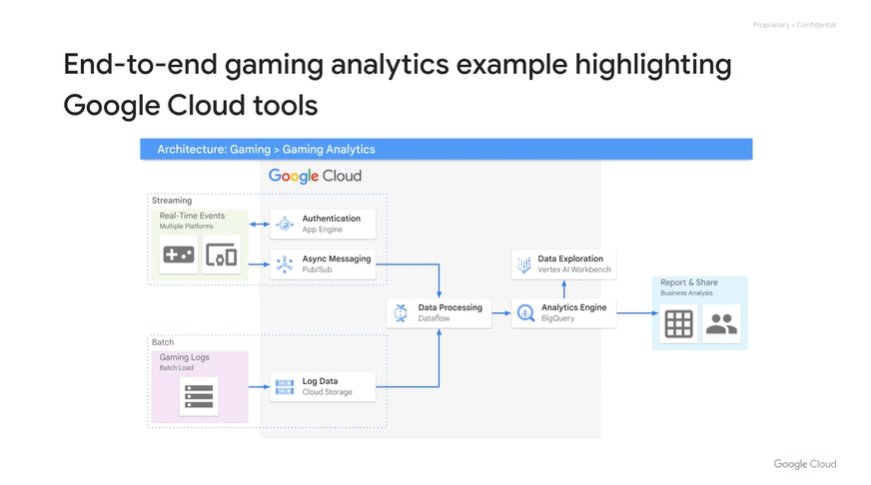 Proprietary + Confidential
End-to-end gaming analytics example highlighting
Google Cloud tools
Architecture: Gaming > Gaming Analytics
Google Cloud
Streaming
Real-Time Events
Multiple Platforms
Authentication
App Engine
Async Messaging
Pub/Sub
Data Exploration
Vertex AI Workbench
Data Processing
Dataflow
Analytics Engine
BigQuery
Report & Share
Business Analysis
Batch
Gaming Logs
Batch Load
Log Data
Cloud Storage
Google Cloud